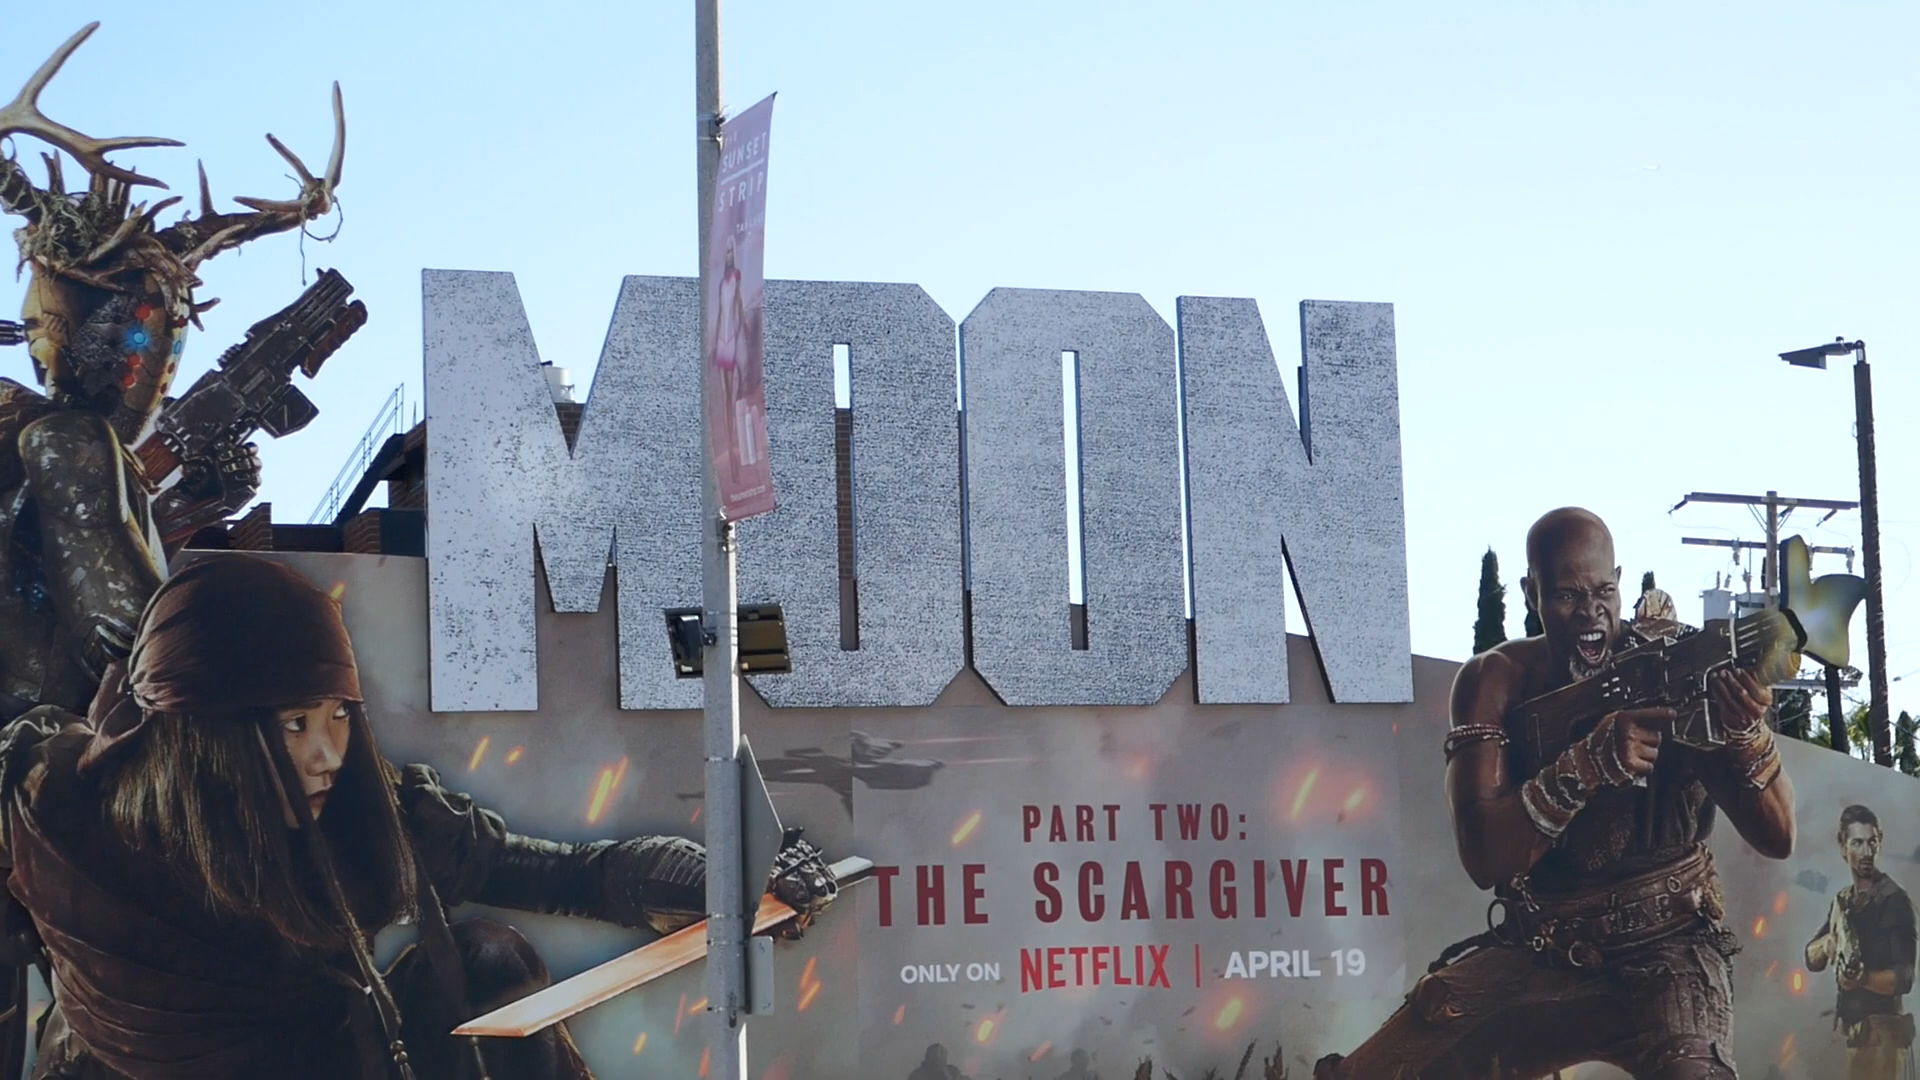 SUNSET
STRIP
MOON
PART TWO:
THE SCARGIVER
ONLY ON NETFLIX | APRIL 19